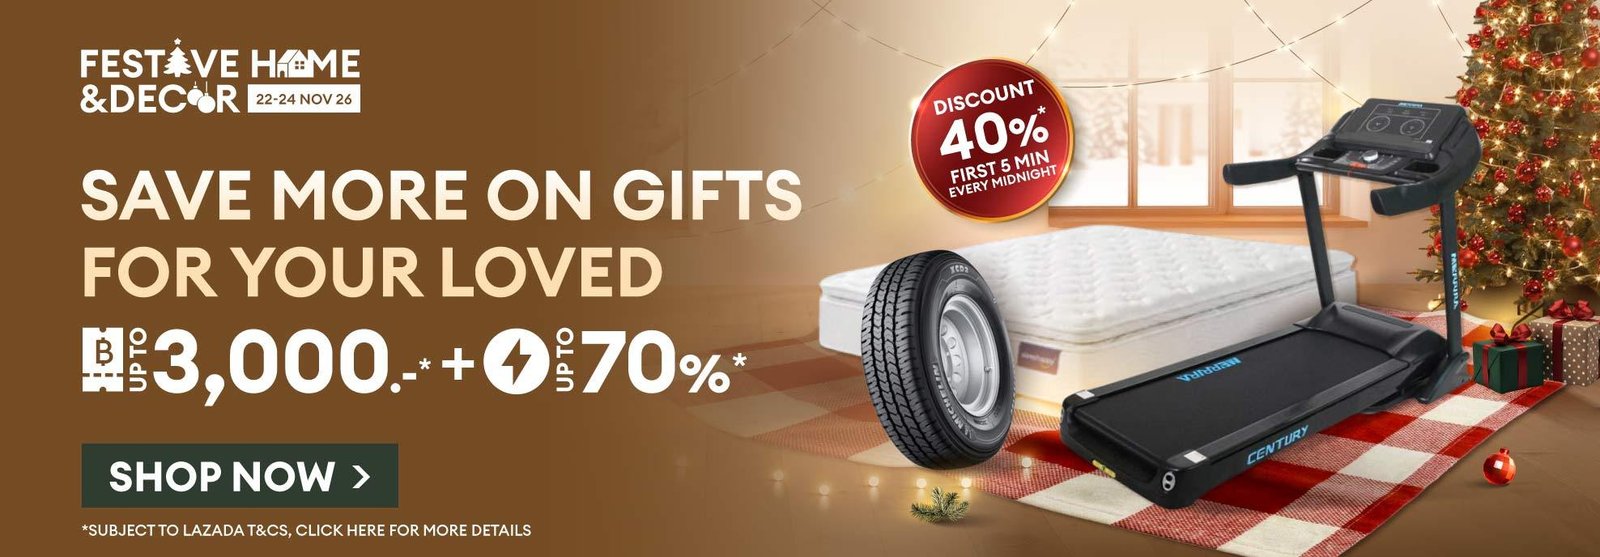 FESTIVE HOME
&DECOR 22-24 NOV 26
SAVE MORE ON GIFTS
FOR YOUR LOVED
B UP TO 3,000.-* + UP TO 70%*
SHOP NOW >
*SUBJECT TO LAZADA T&CS, CLICK HERE FOR MORE DETAILS
DISCOUNT
40%*
FIRST 5 MIN
EVERY MIDNIGHT
XCD2
MICHELIN
CENTURY